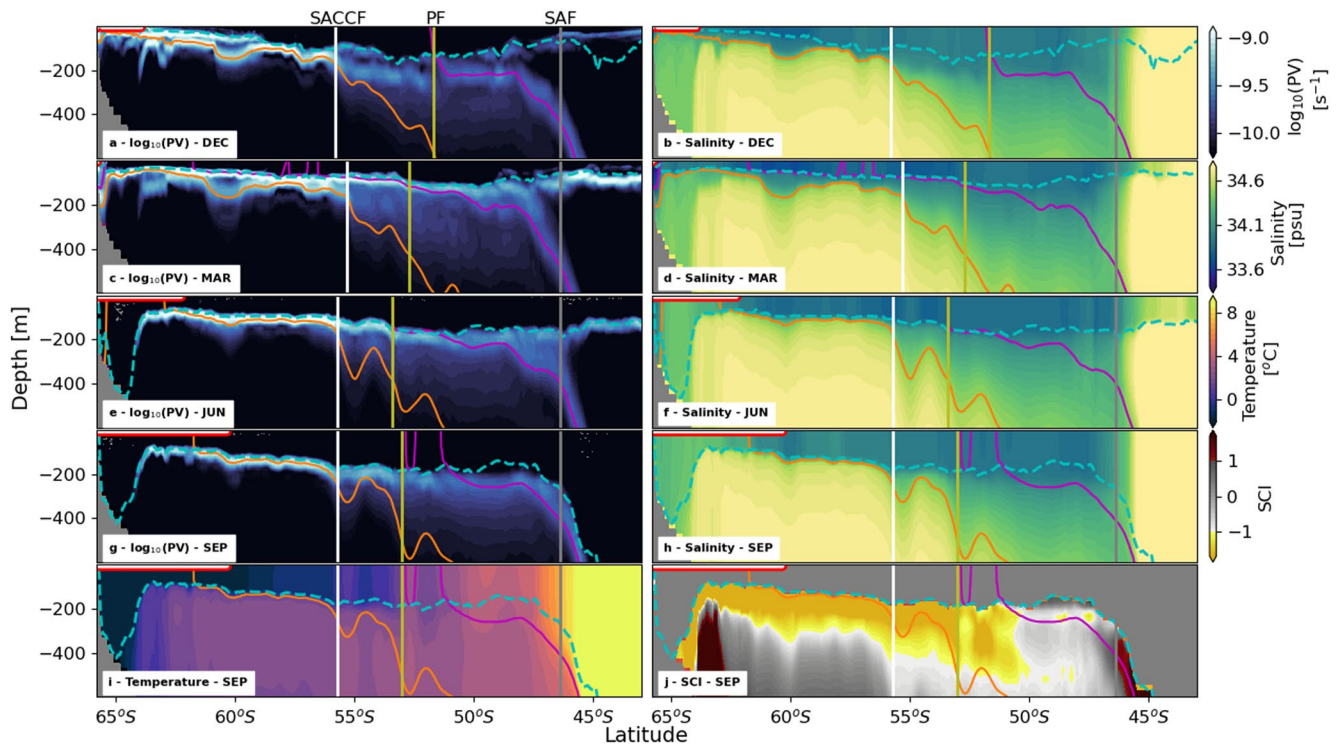 SACCF PF SAF
−200
−400
a - log₁₀(PV) - DEC
b - Salinity - DEC
−9.0
−9.5
−10.0
log₁₀(PV)
[s⁻¹]
−200
−400
c - log₁₀(PV) - MAR
d - Salinity - MAR
34.6
34.1
33.6
Salinity
[psu]
Depth [m]
−200
−400
e - log₁₀(PV) - JUN
f - Salinity - JUN
8
4
0
Temperature
[°C]
−200
−400
g - log₁₀(PV) - SEP
h - Salinity - SEP
1
0
−1
SCI
−200
−400
i - Temperature - SEP
j - SCI - SEP
65°S 60°S 55°S 50°S 45°S 65°S 60°S 55°S 50°S 45°S
Latitude